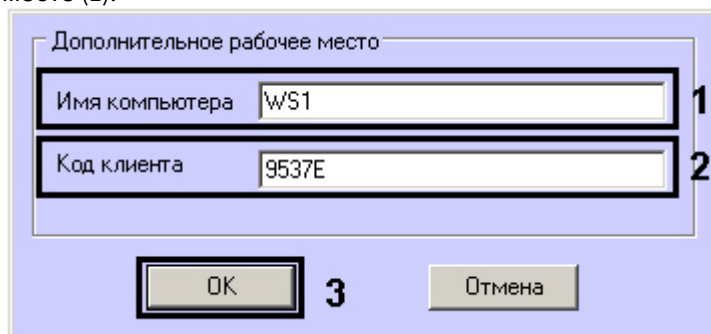 место (2).
Дополнительное рабочее место
Имя компьютера WS1 1
Код клиента 9537E 2
OK 3 Отмена